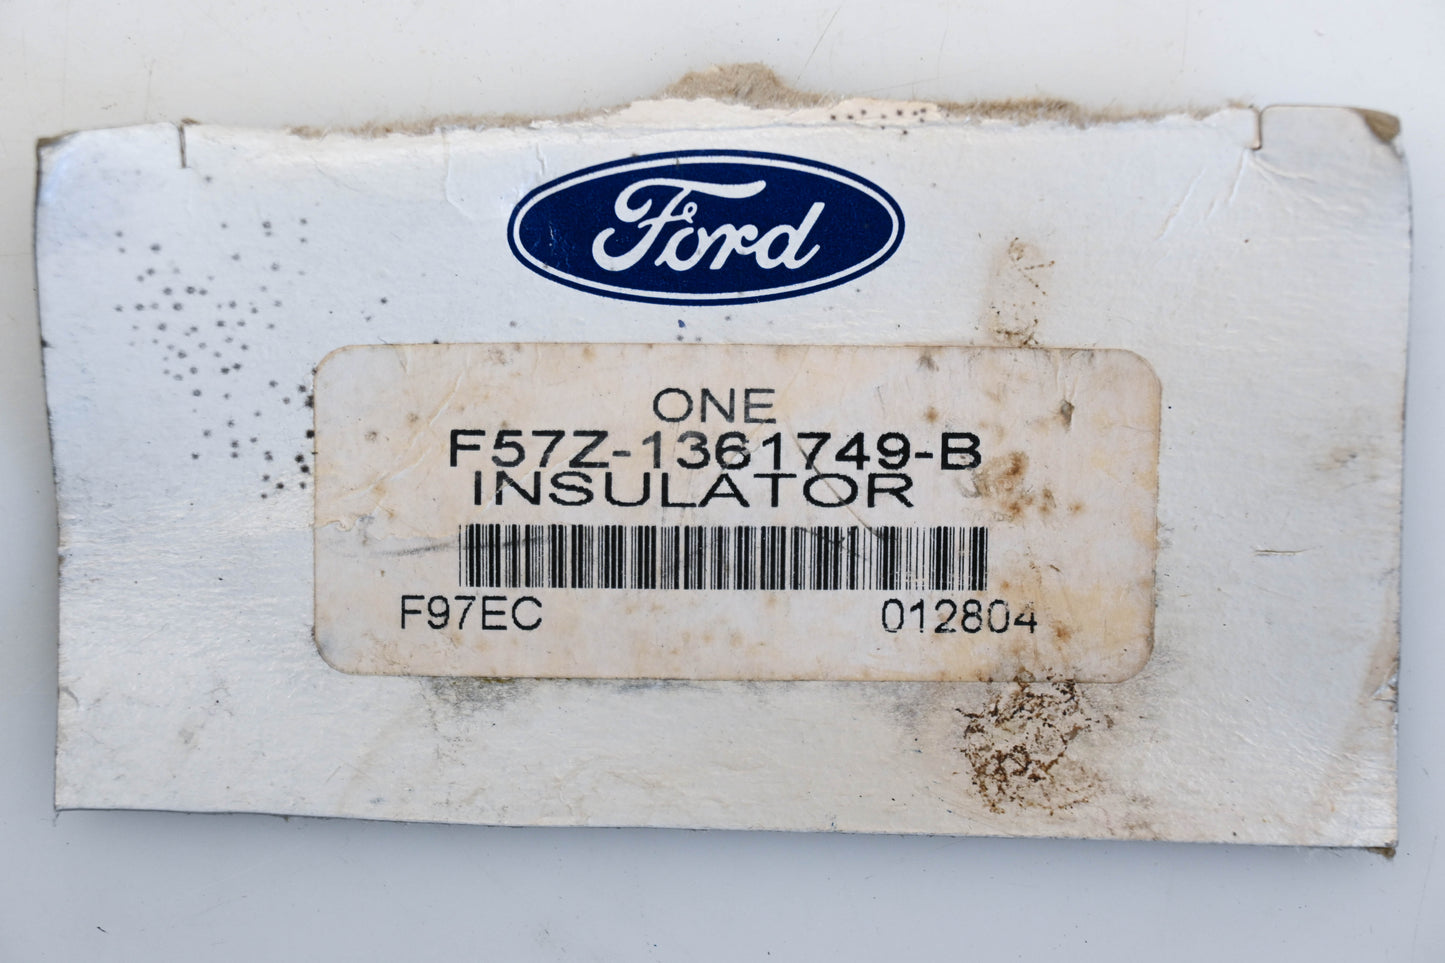 Ford
ONE
F57Z-1361749-B
INSULATOR
F97EC 012804